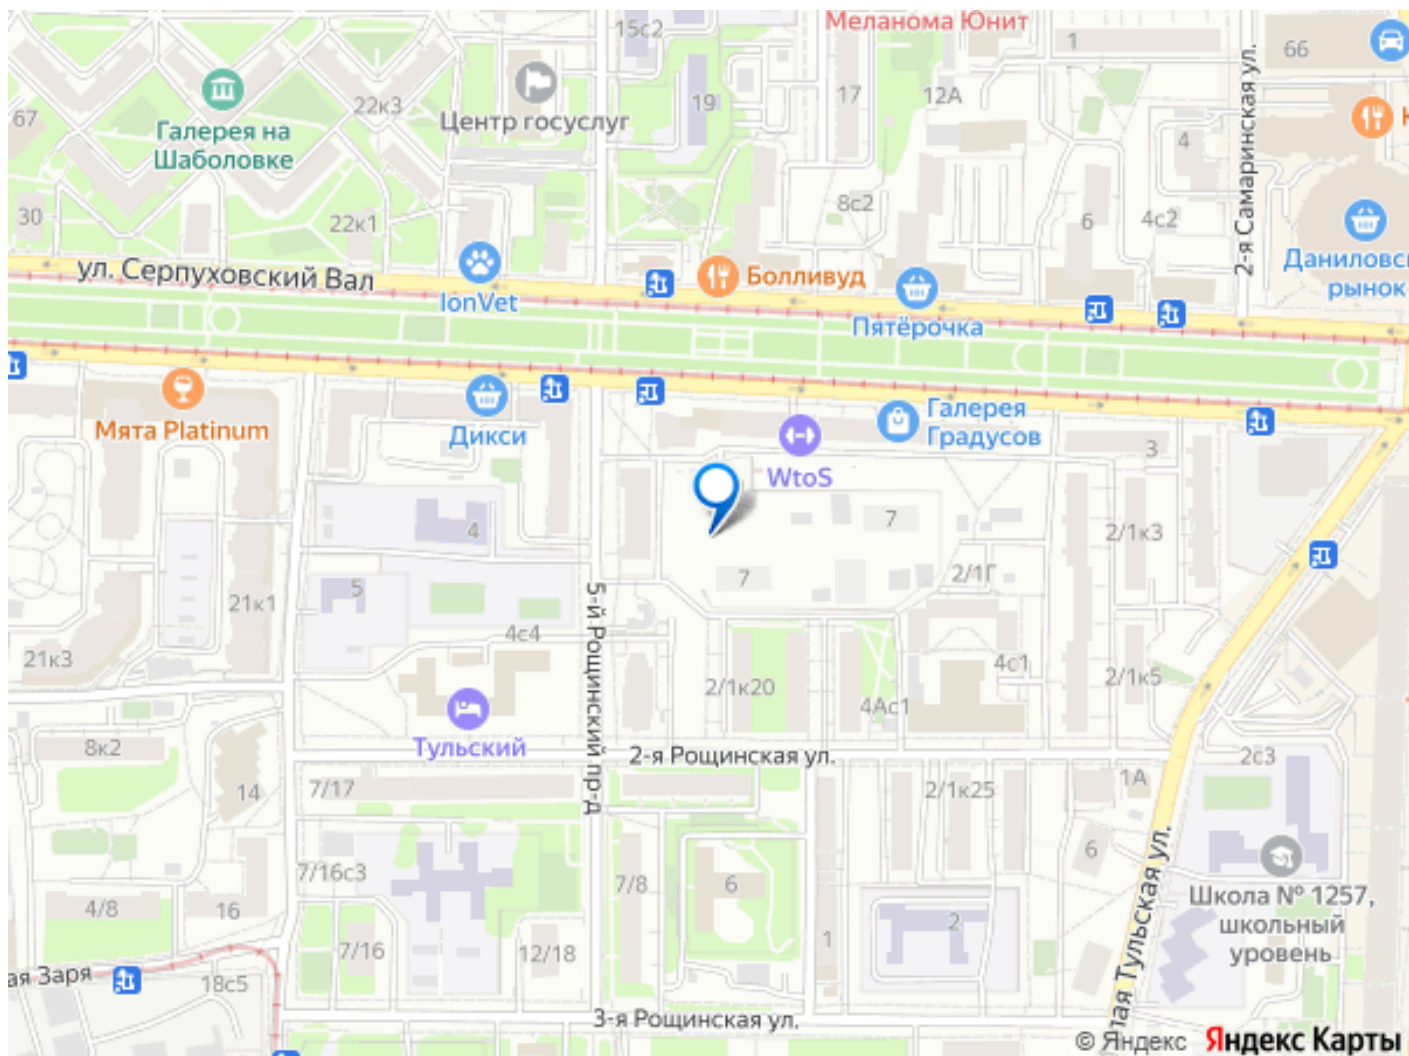 Меланома Юнит
15с2
1
66
67
22к3
Галерея на
Шаболовке
Центр госуслуг
19
17
12А
2-я Самаринская ул.
4
30
22к1
8с2
6
4с2
ул. Серпуховский Вал
IonVet
Болливуд
Пятёрочка
рынок
Мята Platinum
Дикси
Галерея
Градусов
WtoS
3
4
7
2/1к3
5
7
2/1Г
21к1
4с4
5-й Рощинский пр-д
21к3
2/1к20
4с1
2/1к5
4Ас1
Тульский
8к2
2-я Рощинская ул.
2с3
14
7/17
2/1к25
1А
6
7/16с3
7/8
6
4/8
16
Школа № 1257,
школьный
уровень
2
7/16
12/18
1
ая Заря
18с5
3-я Рощинская ул.
лая Тульская ул.
© Яндекс Яндекс Карты